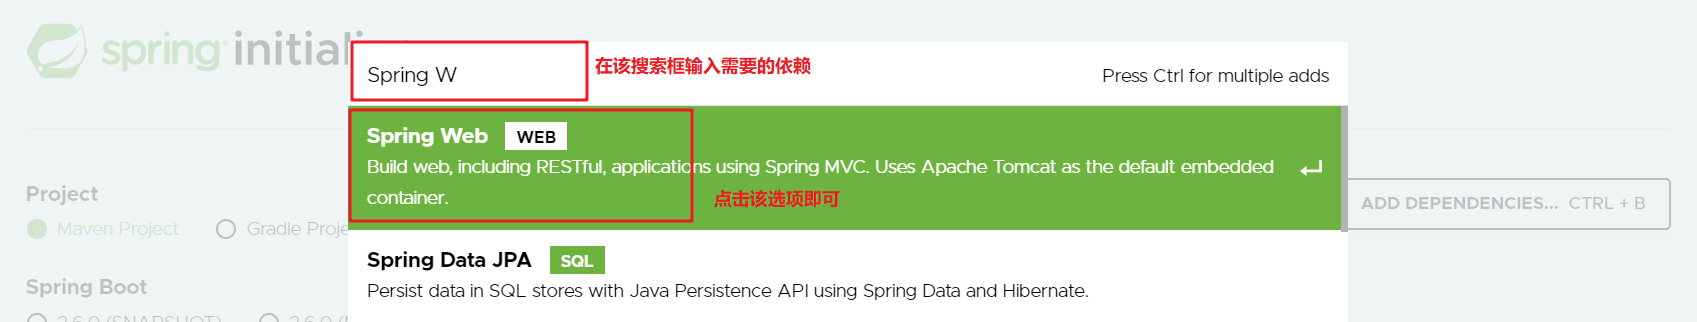 spring initiali
Spring W
在该搜索框输入需要的依赖
Press Ctrl for multiple adds
Spring Web WEB
Build web, including RESTful, applications using Spring MVC. Uses Apache Tomcat as the default embedded
container.
点击该选项即可
Project
Maven Project Gradle Proje
ADD DEPENDENCIES... CTRL + B
Spring Data JPA SQL
Persist data in SQL stores with Java Persistence API using Spring Data and Hibernate.
Spring Boot
2.6.0 (SNAPSHOT) 2.6.0 (